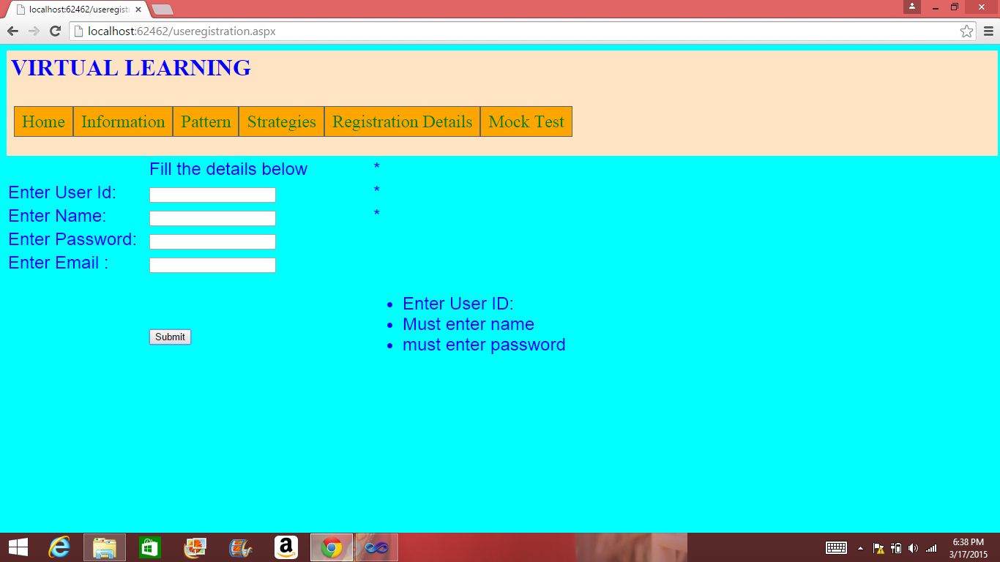 localhost:62462/useregistr
localhost:62462/useregistration.aspx
VIRTUAL LEARNING
Home Information Pattern Strategies Registration Details Mock Test
Fill the details below *
Enter User Id: *
Enter Name: *
Enter Password:
Enter Email :
• Enter User ID:
• Must enter name
Submit
• must enter password
a
6:38 PM
3/17/2015